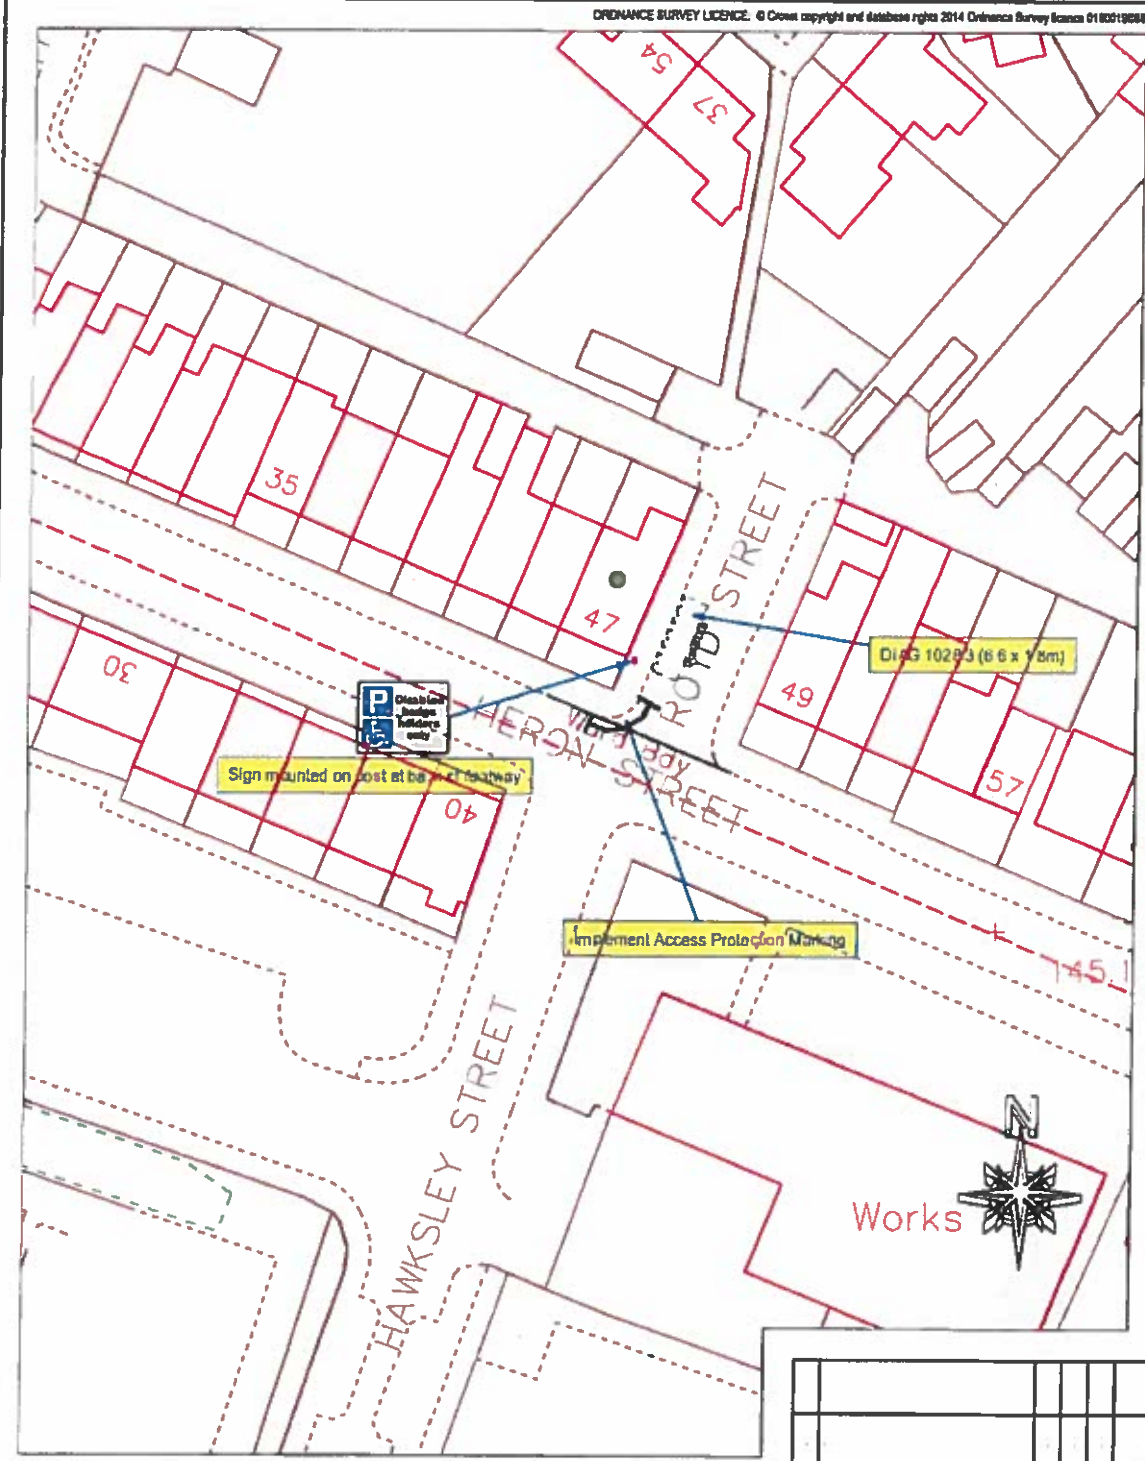 ORDNANCE SURVEY LICENCE. © Crown copyright and database rights 2014 Ordnance Survey licence
54
37
35
47
ROYD STREET
DIAG 1028.3 (6.6 x 1.8m)
30
P
Disabled
badge
holders
only
HERON STREET
49
57
Sign mounted on post at back of footway
40
Implement Access Protection Marking
145.1
HAWKSLEY STREET
N
Works